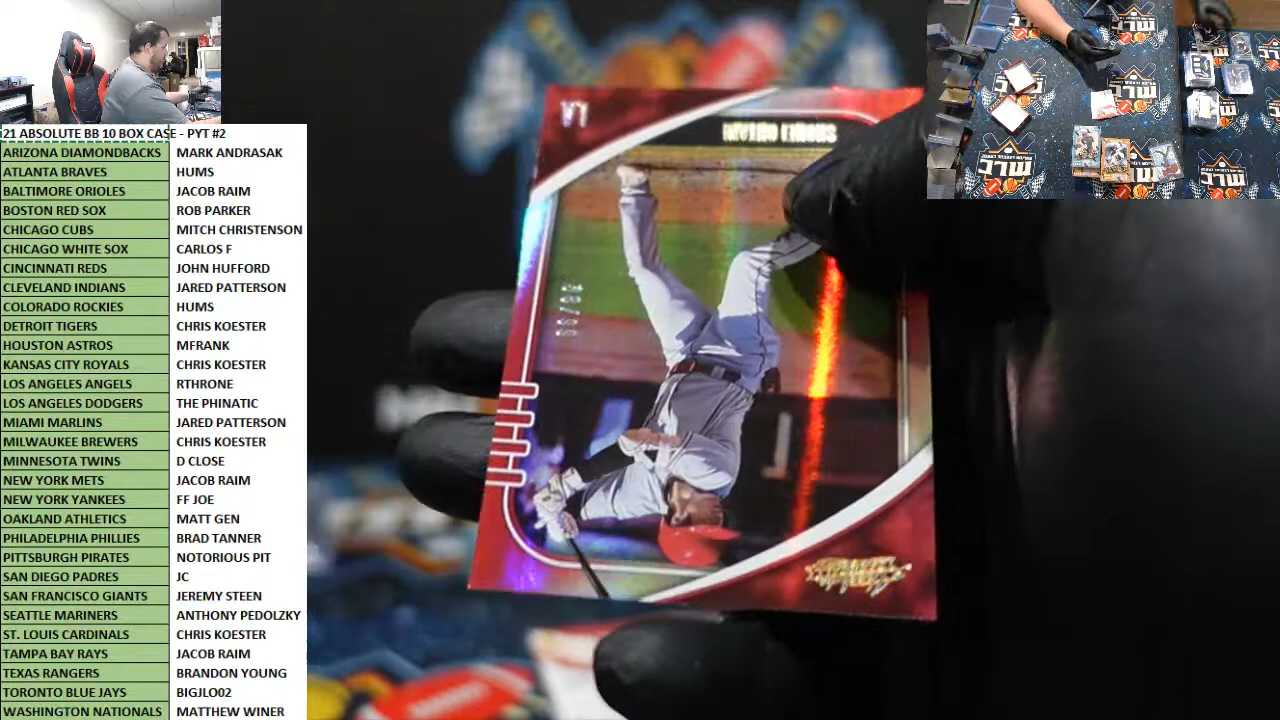 21 ABSOLUTE BB 10 BOX CASE - PYT #2
ARIZONA DIAMONDBACKS MARK ANDRASAK
ATLANTA BRAVES HUMS
BALTIMORE ORIOLES JACOB RAIM
BOSTON RED SOX ROB PARKER
CHICAGO CUBS MITCH CHRISTENSON
CHICAGO WHITE SOX CARLOS F
CINCINNATI REDS JOHN HUFFORD
CLEVELAND INDIANS JARED PATTERSON
COLORADO ROCKIES HUMS
DETROIT TIGERS CHRIS KOESTER
HOUSTON ASTROS MFRANK
KANSAS CITY ROYALS CHRIS KOESTER
LOS ANGELES ANGELS RTHRONE
LOS ANGELES DODGERS THE PHINATIC
MIAMI MARLINS JARED PATTERSON
MILWAUKEE BREWERS CHRIS KOESTER
MINNESOTA TWINS D CLOSE
NEW YORK METS JACOB RAIM
NEW YORK YANKEES FF JOE
OAKLAND ATHLETICS MATT GEN
PHILADELPHIA PHILLIES BRAD TANNER
PITTSBURGH PIRATES NOTORIOUS PIT
SAN DIEGO PADRES JC
SAN FRANCISCO GIANTS JEREMY STEEN
SEATTLE MARINERS ANTHONY PEDOLZKY
ST. LOUIS CARDINALS CHRIS KOESTER
TAMPA BAY RAYS JACOB RAIM
TEXAS RANGERS BRANDON YOUNG
TORONTO BLUE JAYS BIGJLO02
WASHINGTON NATIONALS MATTHEW WINER
LA